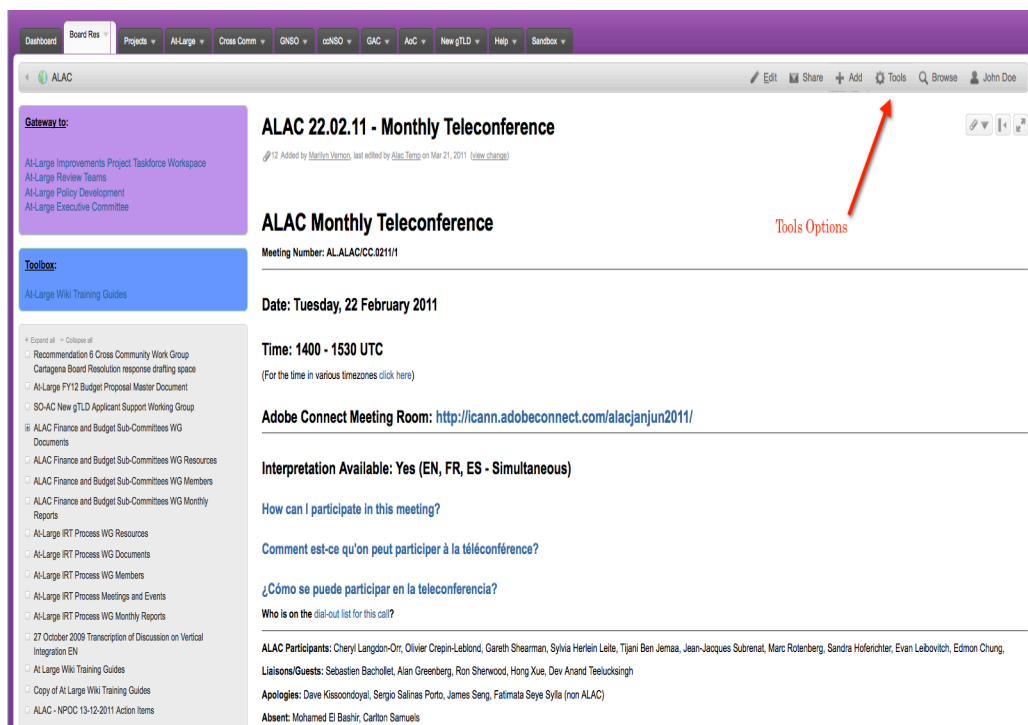 Dashboard Board Res Projects At-Large Cross Comm GNSO ccNSO GAC AoC New gTLD Help Sandbox
ALAC Edit Share Add Tools Browse John Doe
Gateway to:
At-Large Improvements Project Taskforce Workspace
At-Large Review Teams
At-Large Policy Development
At-Large Executive Committee
Toolbox:
At-Large Wiki Training Guides
Expand all Collapse all
Recommendation 6 Cross Community Work Group
Cartagena Board Resolution response drafting space
At-Large FY12 Budget Proposal Master Document
SO-AC New gTLD Applicant Support Working Group
ALAC Finance and Budget Sub-Committees WG
Documents
ALAC Finance and Budget Sub-Committees WG Resources
ALAC Finance and Budget Sub-Committees WG Members
ALAC Finance and Budget Sub-Committees WG Monthly
Reports
At-Large IRT Process WG Resources
At-Large IRT Process WG Documents
At-Large IRT Process WG Members
At-Large IRT Process Meetings and Events
At-Large IRT Process WG Monthly Reports
27 October 2009 Transcription of Discussion on Vertical
Integration EN
At Large Wiki Training Guides
Copy of At Large Wiki Training Guides
ALAC - NPOC 13-12-2011 Action Items
ALAC 22.02.11 - Monthly Teleconference
12 Added by Marilyn Vernon, last edited by Alac Temp on Mar 21, 2011 (view change)
Tools Options
ALAC Monthly Teleconference
Meeting Number: AL.ALAC/CC.0211/1
Date: Tuesday, 22 February 2011
Time: 1400 - 1530 UTC
(For the time in various timezones click here)
Adobe Connect Meeting Room: http://icann.adobeconnect.com/alacjanjun2011/
Interpretation Available: Yes (EN, FR, ES - Simultaneous)
How can I participate in this meeting?
Comment est-ce qu'on peut participer à la téléconférence?
¿Cómo se puede participar en la teleconferencia?
Who is on the dial-out list for this call?
ALAC Participants: Cheryl Langdon-Orr, Olivier Crepin-Leblond, Gareth Shearman, Sylvia Herlein Leite, Tijani Ben Jemaa, Jean-Jacques Subrenat, Marc Rotenberg, Sandra Hoferichter, Evan Leibovitch, Edmon Chung,
Liaisons/Guests: Sebastien Bachollet, Alan Greenberg, Ron Sherwood, Hong Xue, Dev Anand Teelucksingh
Apologies: Dave Kissoondoyal, Sergio Salinas Porto, James Seng, Fatimata Seye Sylla (non ALAC)
Absent: Mohamed El Bashir, Carlton Samuels